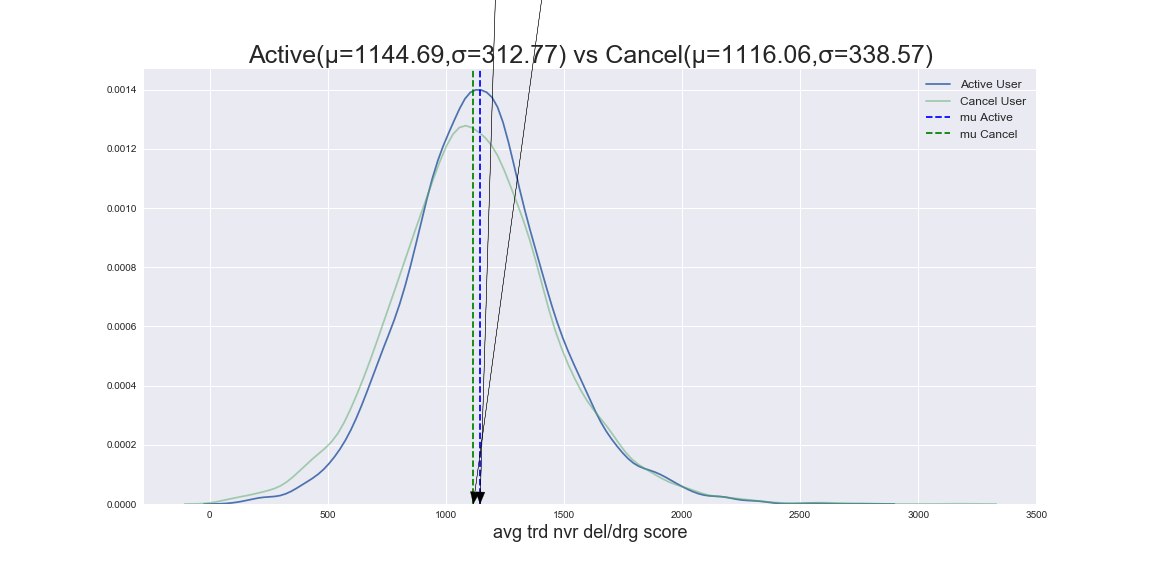 Active(μ=1144.69,σ=312.77) vs Cancel(μ=1116.06,σ=338.57)
Active User
Cancel User
mu Active
mu Cancel
0.0014
0.0012
0.0010
0.0008
0.0006
0.0004
0.0002
0.0000
0 500 1000 1500 2000 2500 3000 3500
avg trd nvr del/drg score